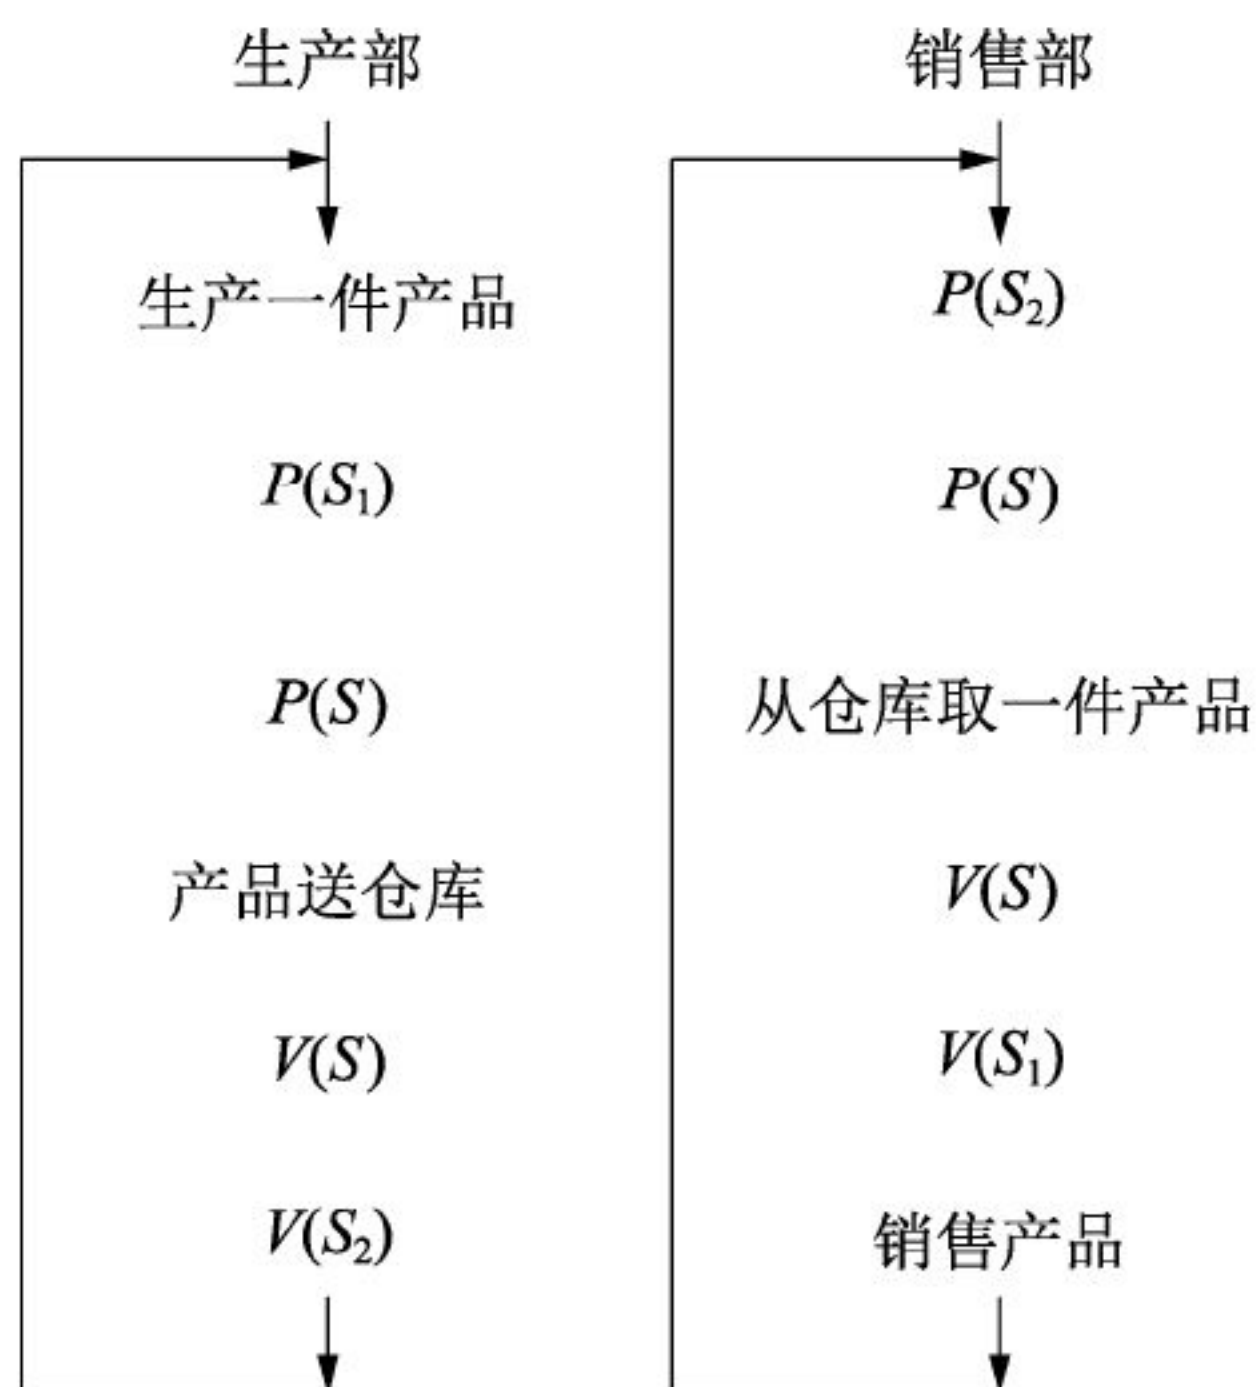 生产部
生产一件产品
P(S₁)
P(S)
产品送仓库
V(S)
V(S₂)
销售部
P(S₂)
P(S)
从仓库取一件产品
V(S)
V(S₁)
销售产品